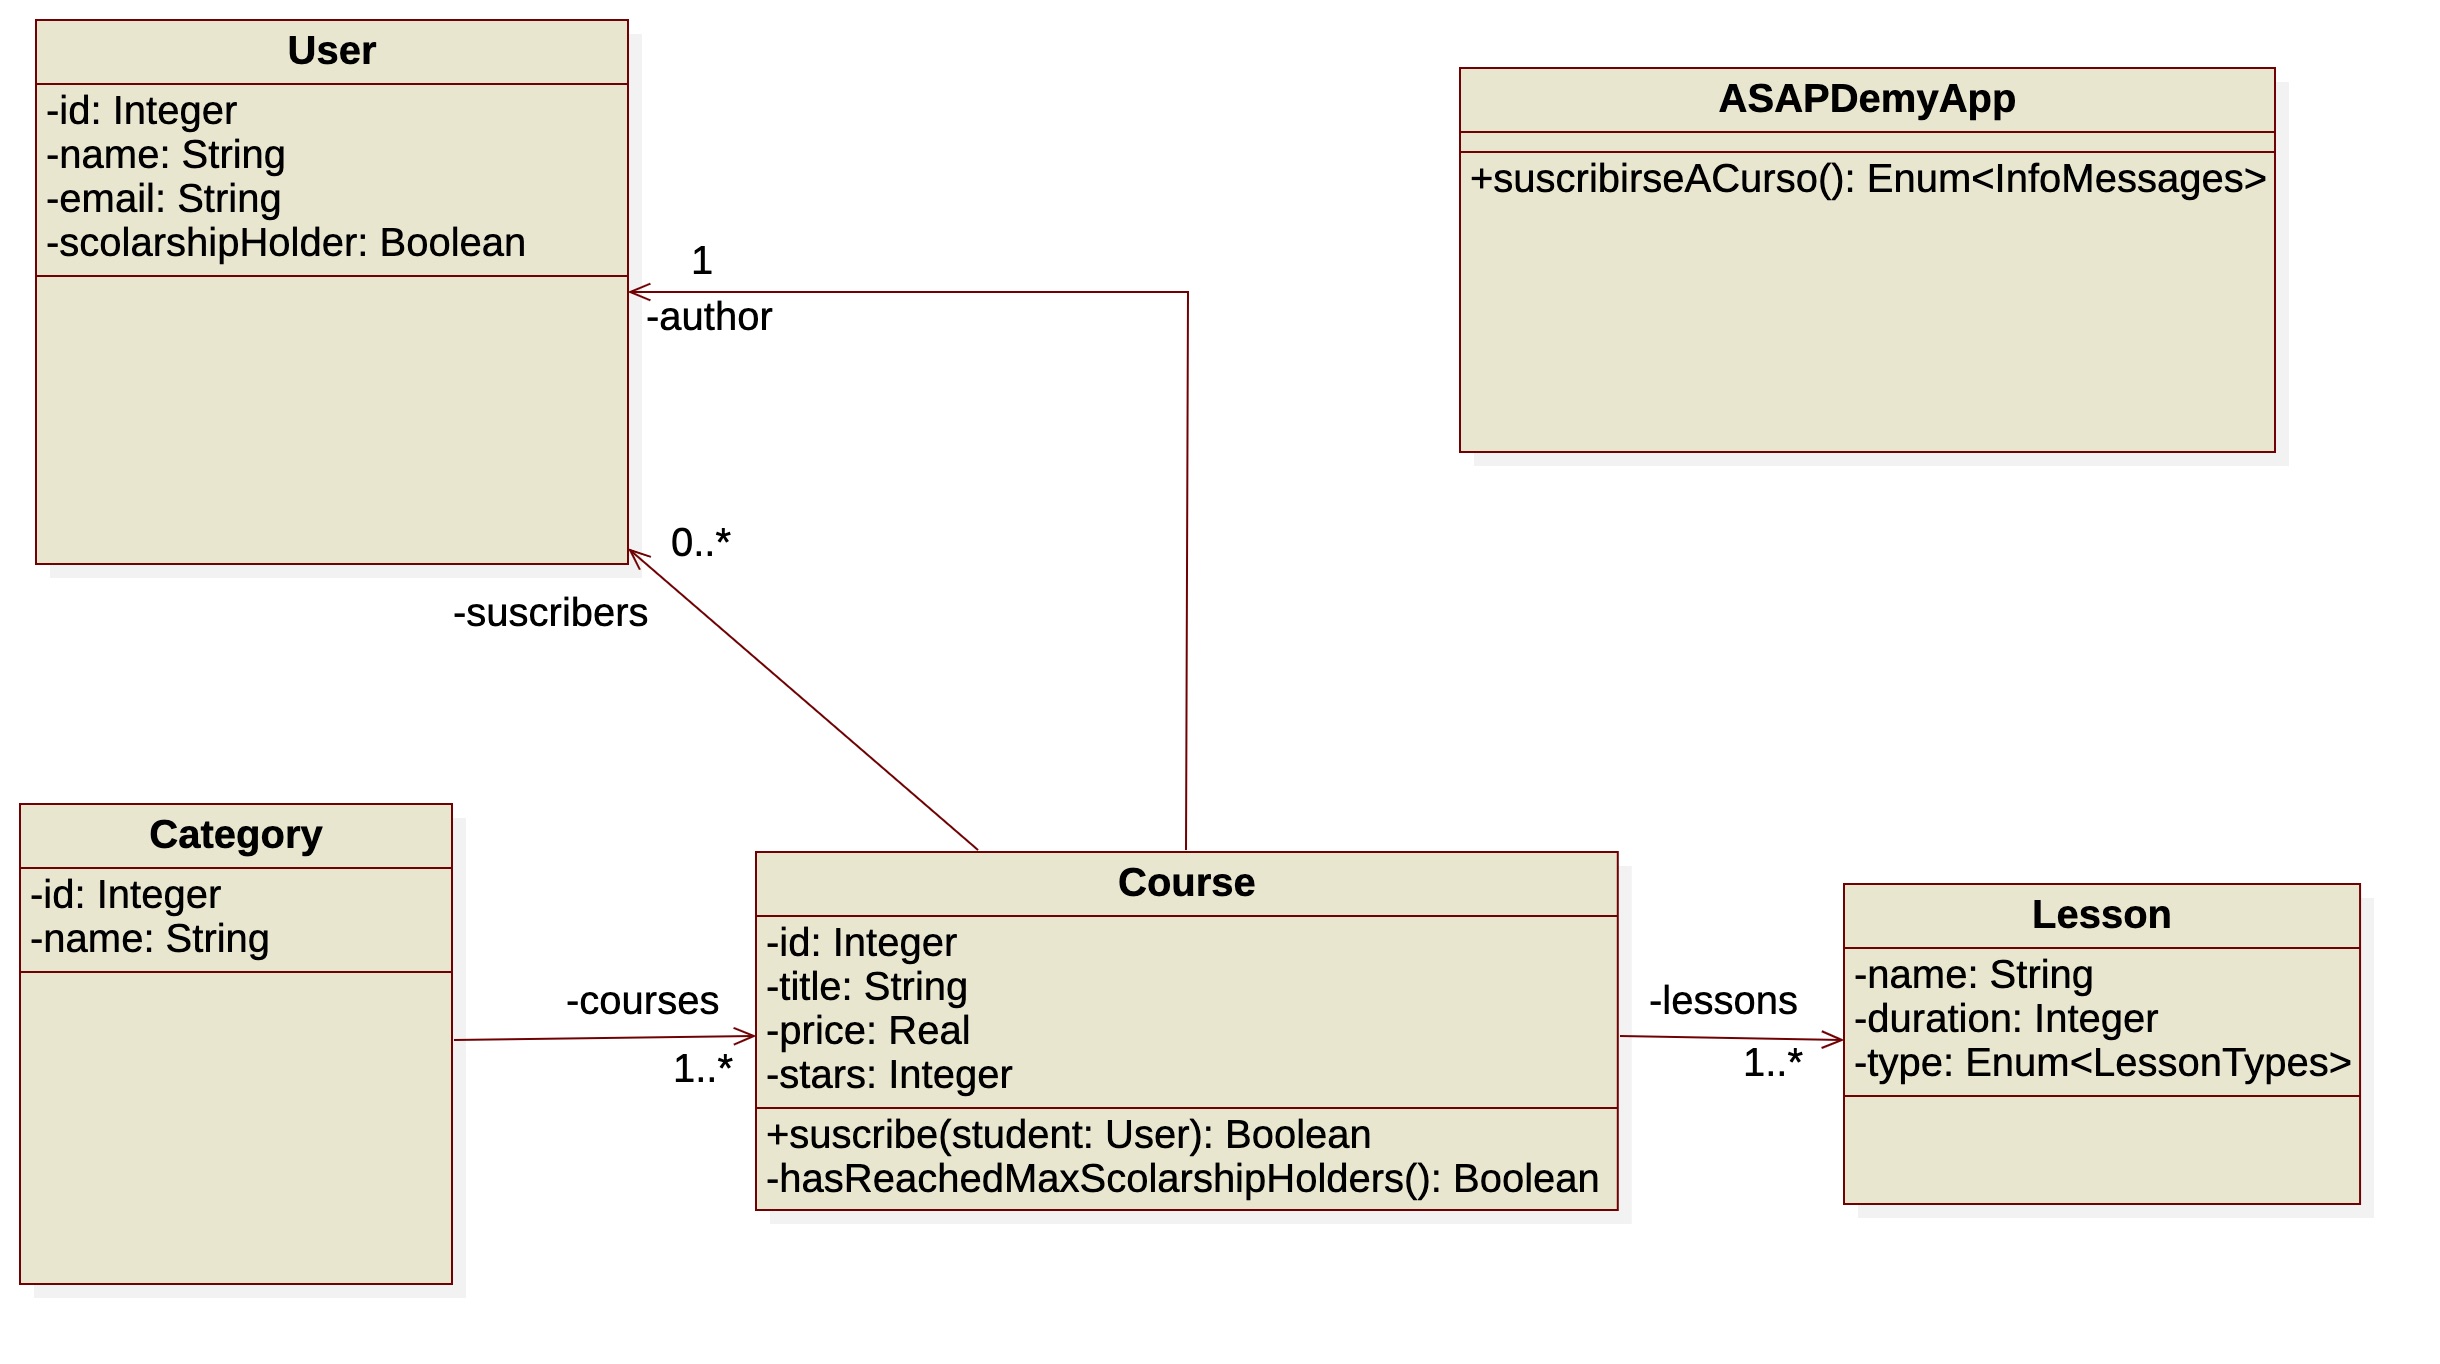 User
-id: Integer
-name: String
-email: String
-scolarshipHolder: Boolean
ASAPDemyApp
+suscribirseACurso(): Enum<InfoMessages>
1
-author
0..*
-suscribers
Category
-id: Integer
-name: String
-courses
1..*
Course
-id: Integer
-title: String
-price: Real
-stars: Integer
+suscribe(student: User): Boolean
-hasReachedMaxScolarshipHolders(): Boolean
-lessons
1..*
Lesson
-name: String
-duration: Integer
-type: Enum<LessonTypes>